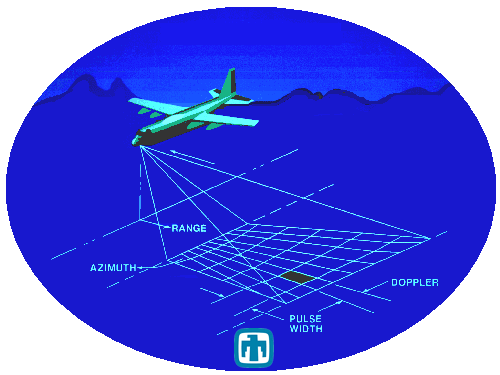 RANGE
AZIMUTH
DOPPLER
PULSE
WIDTH